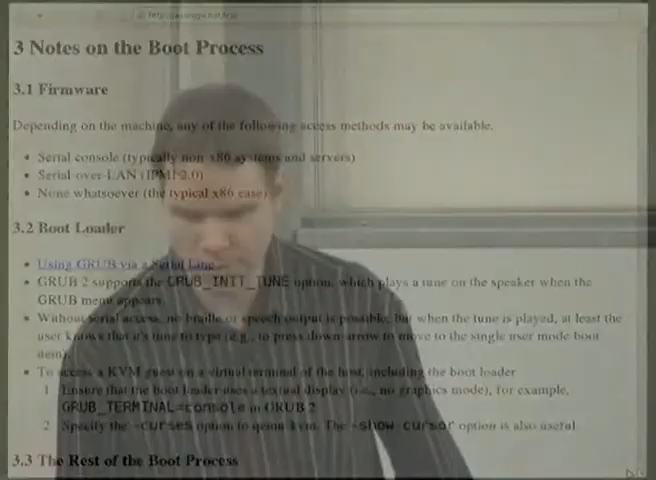 3 Notes on the Boot Process
3.1 Firmware
Depending on the machine, any of the following access methods may be available.
• Serial console (typically non-x86 systems and servers)
• Serial-over-LAN (IPMI 2.0)
• None whatsoever (the typical x86 case)
3.2 Boot Loader
• Using GRUB via a Serial Line
• GRUB 2 supports the GRUB_INIT_TUNE option, which plays a tune on the speaker when the
GRUB menu appears.
• Without serial access, no braille or speech output is possible, but when the tune is played, at least the
user knows that it's time to type (e.g., to press down-arrow to move to the single user mode boot
item).
• To access a KVM guest on a virtual terminal of the host, including the boot loader
1 Ensure that the boot loader uses a textual display (i.e., no graphics mode), for example,
GRUB_TERMINAL=console in GRUB 2
2 Specify the -curses option to qemu-kvm. The -show-cursor option is also useful
3.3 The Rest of the Boot Process